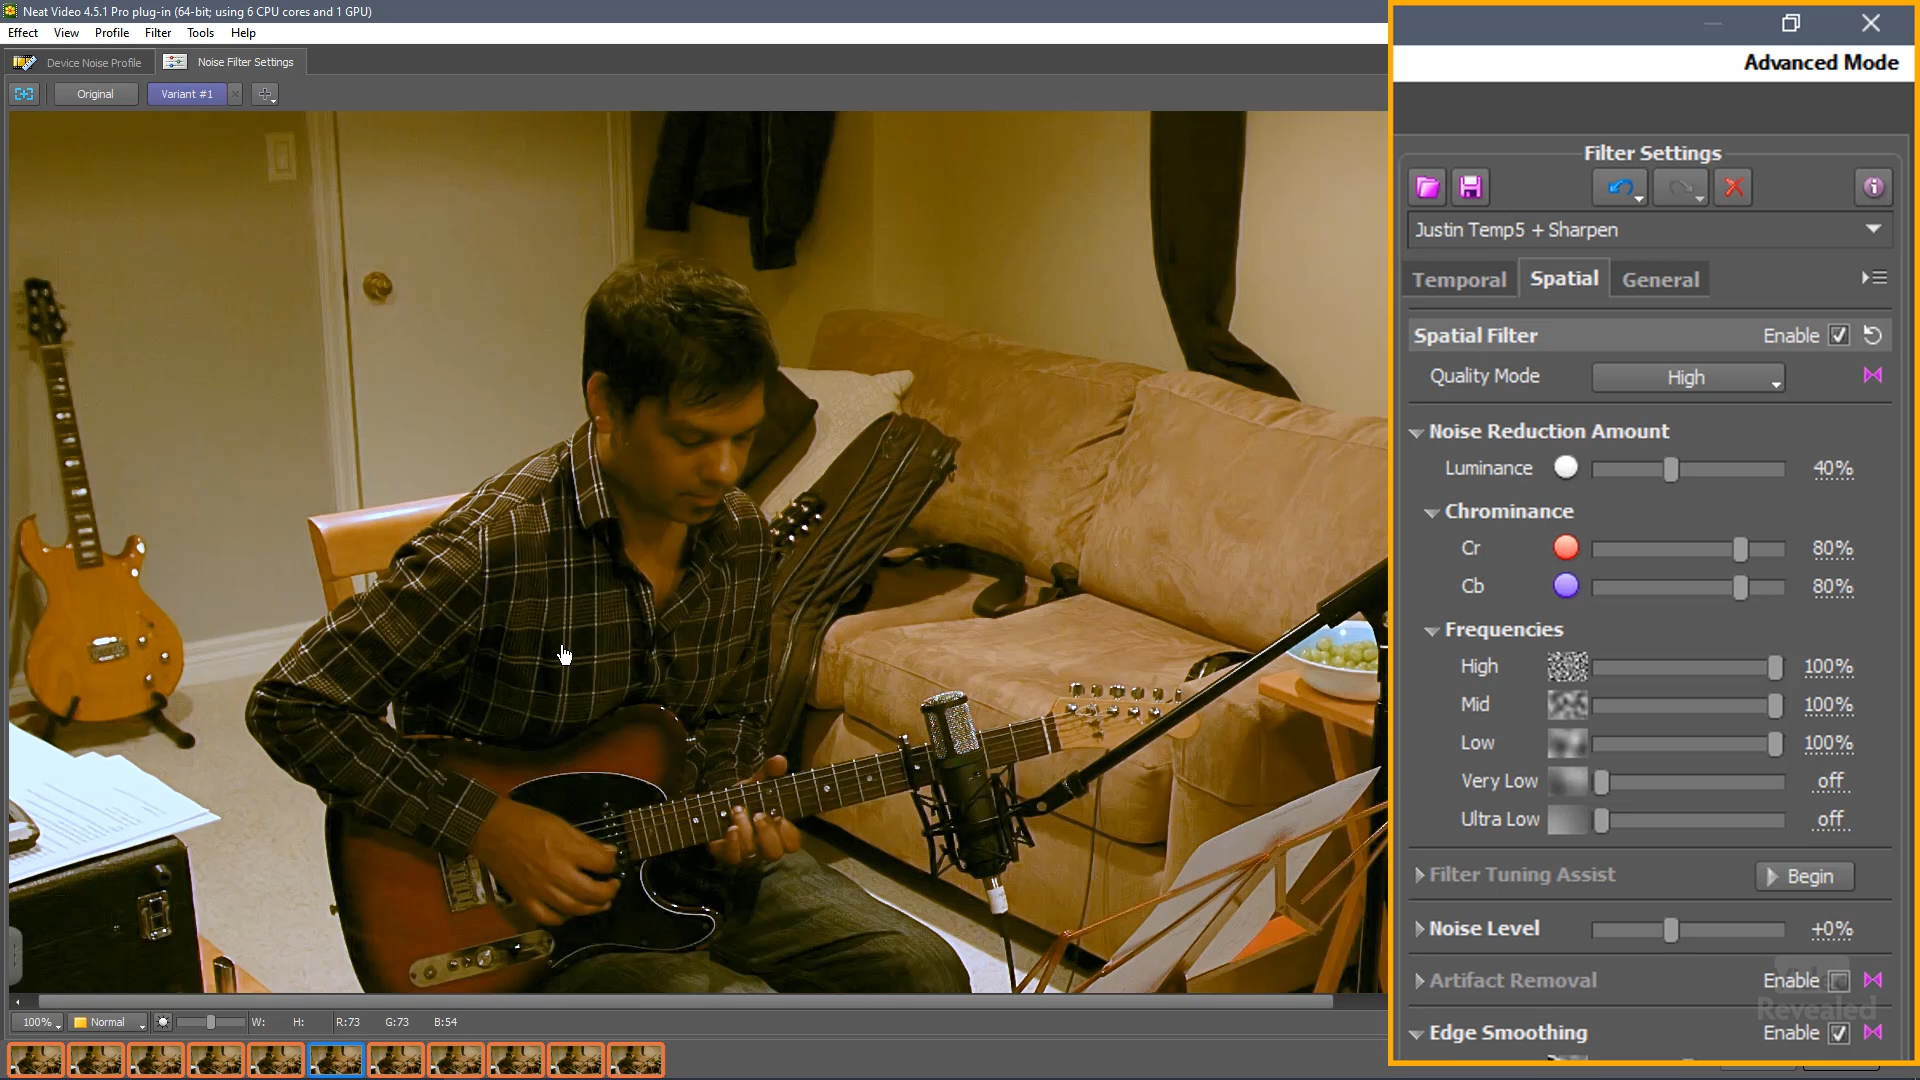 Neat Video 4.5.1 Pro plug-in (64-bit; using 6 CPU cores and 1 GPU)
Effect View Profile Filter Tools Help
Advanced Mode
Device Noise Profile Noise Filter Settings
Original Variant #1
Filter Settings
Justin Temp5 + Sharpen
Temporal Spatial General
Spatial Filter Enable
Quality Mode High
Noise Reduction Amount
Luminance 40%
Chrominance
Cr 80%
Cb 80%
Frequencies
High 100%
Mid 100%
Low 100%
Very Low off
Ultra Low off
Filter Tuning Assist Begin
Noise Level +0%
Artifact Removal Enable
Revealed
Edge Smoothing Enable
100% Normal W: H: R:73 G:73 B:54